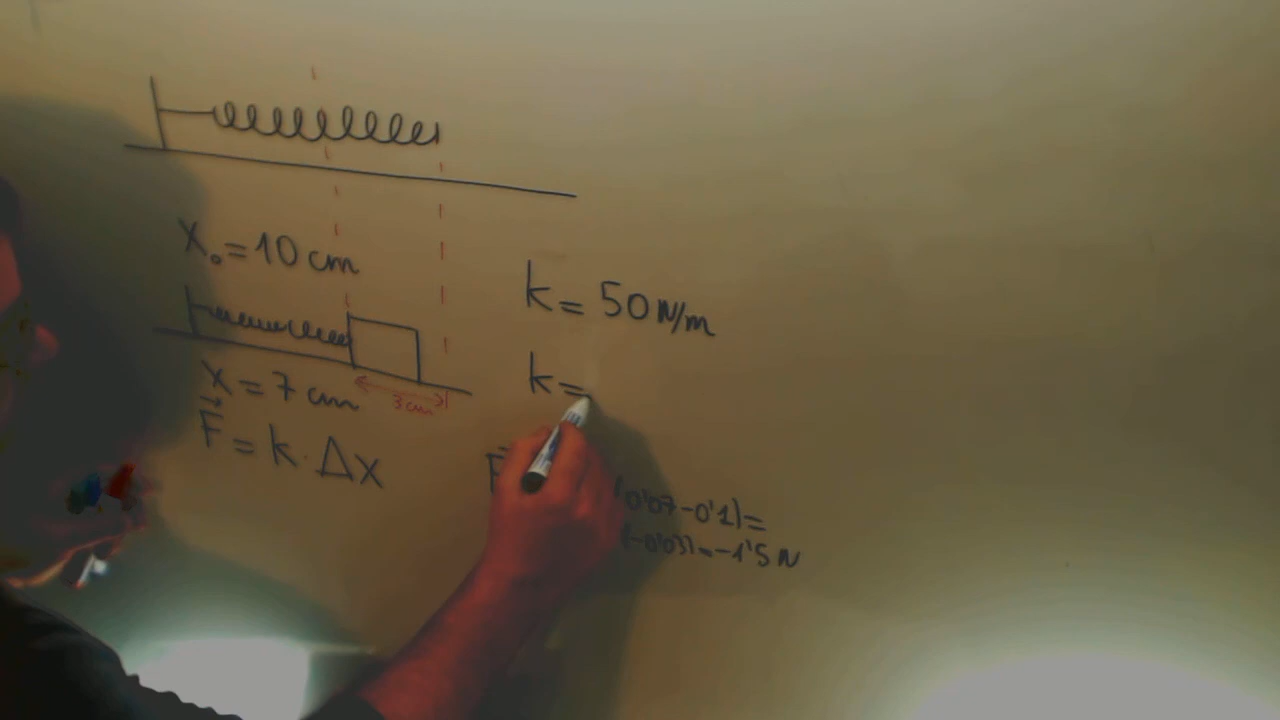 X₀ = 10 cm
k = 50 N/m
k =
X = 7 cm
3 cm
F⃗ = k · Δx
F
(0'07-0'1) =
(-0'03) = -1'5 N